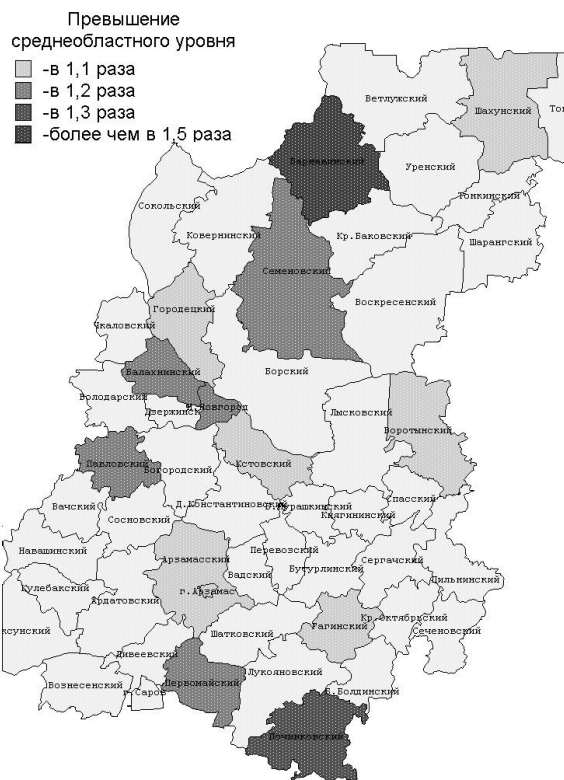 Превышение
среднеобластного уровня
-в 1,1 раза
-в 1,2 раза
-в 1,3 раза
-более чем в 1,5 раза
Ветлужский
Шахунский
Варнавинский
Уренский
Тонкинский
Сокольский
Ковернинский
Кр.Баковский
Шарангский
Семеновский
Воскресенский
Городецкий
Чкаловский
Балахнинский
Борский
Володарский
Дзержинск
Н.Новгород
Лысковский
Воротынский
Павловский
Богородский
Кстовский
Вачский
Сосновский
Д.Константиновский
Княгининский
Спасский
Навашинский
Арзамасский
Перевозский
Вадский
Бутурлинский
Сергачский
Пильнинский
Кулебакский
Ардатовский
г.Арзамас
Шатковский
Гагинский
Кр.Октябрьский
Сеченовский
ксунский
Дивеевский
Лукояновский
Вознесенский
г.Саров
Первомайский
Б.Болдинский
Починковский